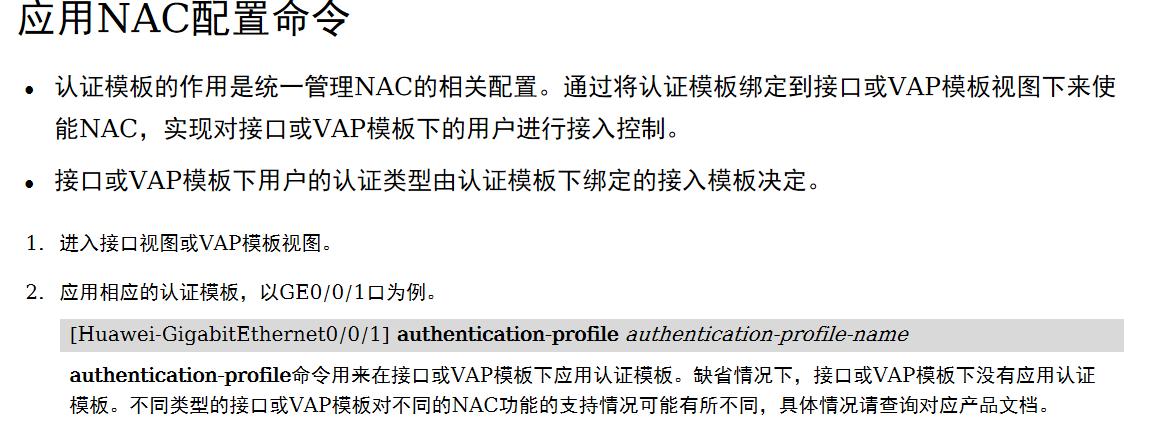 应用NAC配置命令
• 认证模板的作用是统一管理NAC的相关配置。通过将认证模板绑定到接口或VAP模板视图下来使
能NAC，实现对接口或VAP模板下的用户进行接入控制。
• 接口或VAP模板下用户的认证类型由认证模板下绑定的接入模板决定。
1. 进入接口视图或VAP模板视图。
2. 应用相应的认证模板，以GE0/0/1口为例。
[Huawei-GigabitEthernet0/0/1] authentication-profile authentication-profile-name
authentication-profile命令用来在接口或VAP模板下应用认证模板。缺省情况下，接口或VAP模板下没有应用认证
模板。不同类型的接口或VAP模板对不同的NAC功能的支持情况可能有所不同，具体情况请查询对应产品文档。